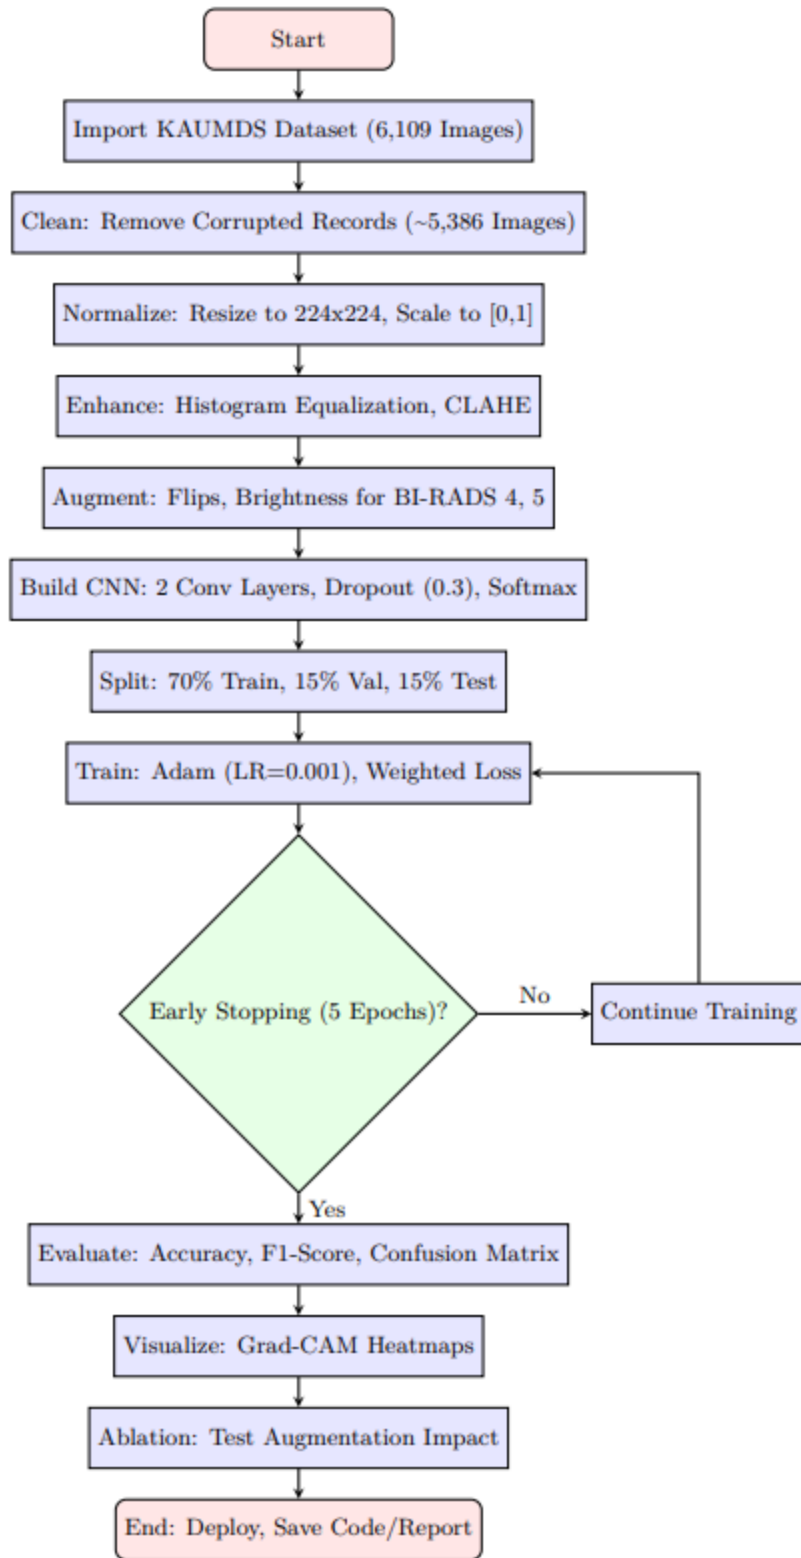 Start
Import KAUMDS Dataset (6,109 Images)
Clean: Remove Corrupted Records (~5,386 Images)
Normalize: Resize to 224x224, Scale to [0,1]
Enhance: Histogram Equalization, CLAHE
Augment: Flips, Brightness for BI-RADS 4, 5
Build CNN: 2 Conv Layers, Dropout (0.3), Softmax
Split: 70% Train, 15% Val, 15% Test
Train: Adam (LR=0.001), Weighted Loss
Early Stopping (5 Epochs)?
No
Continue Training
Yes
Evaluate: Accuracy, F1-Score, Confusion Matrix
Visualize: Grad-CAM Heatmaps
Ablation: Test Augmentation Impact
End: Deploy, Save Code/Report